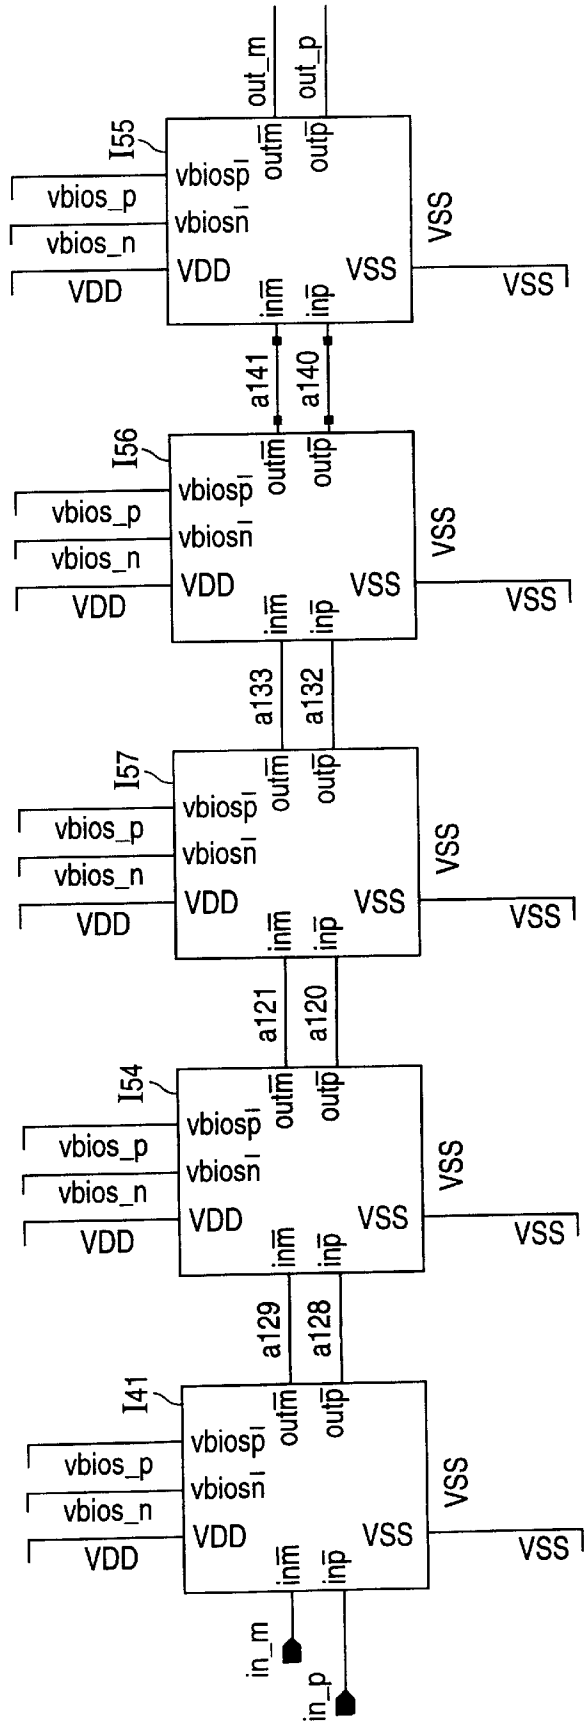 out_m
out_p
I55
vbios_p
vbios_n
VDD
vbiosp
vbiosn
VDD
outm
outp
inm
inp
VSS
VSS
VSS
a141
a140
I56
vbios_p
vbios_n
VDD
vbiosp
vbiosn
VDD
outm
outp
inm
inp
VSS
VSS
VSS
a133
a132
I57
vbios_p
vbios_n
VDD
vbiosp
vbiosn
VDD
outm
outp
inm
inp
VSS
VSS
VSS
a121
a120
I54
vbios_p
vbios_n
VDD
vbiosp
vbiosn
VDD
outm
outp
inm
inp
VSS
VSS
VSS
a129
a128
I41
vbios_p
vbios_n
VDD
vbiosp
vbiosn
VDD
outm
outp
inm
inp
VSS
VSS
VSS
in_m
in_p